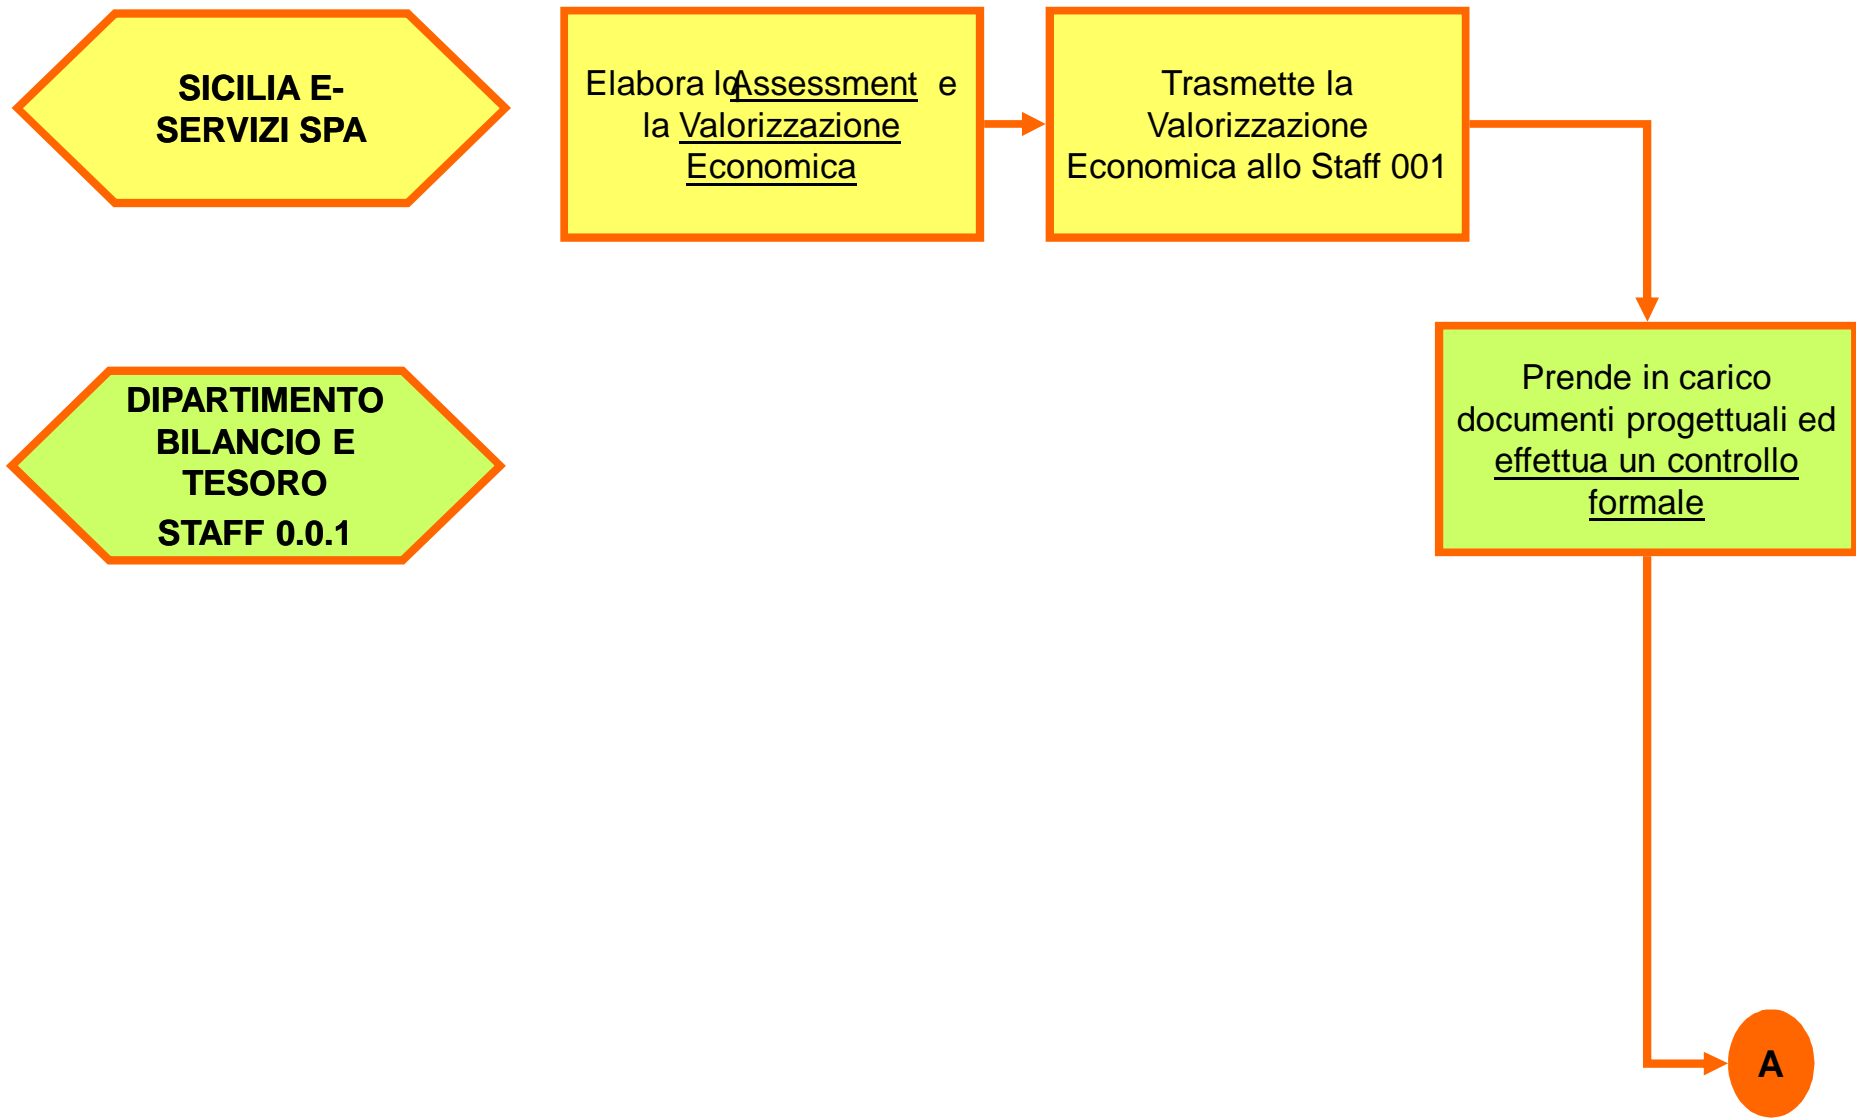 SICILIA E-
SERVIZI SPA
Elabora lo Assessment e
la Valorizzazione
Economica
Trasmette la
Valorizzazione
Economica allo Staff 001
DIPARTIMENTO
BILANCIO E
TESORO
STAFF 0.0.1
Prende in carico
documenti progettuali ed
effettua un controllo
formale
A